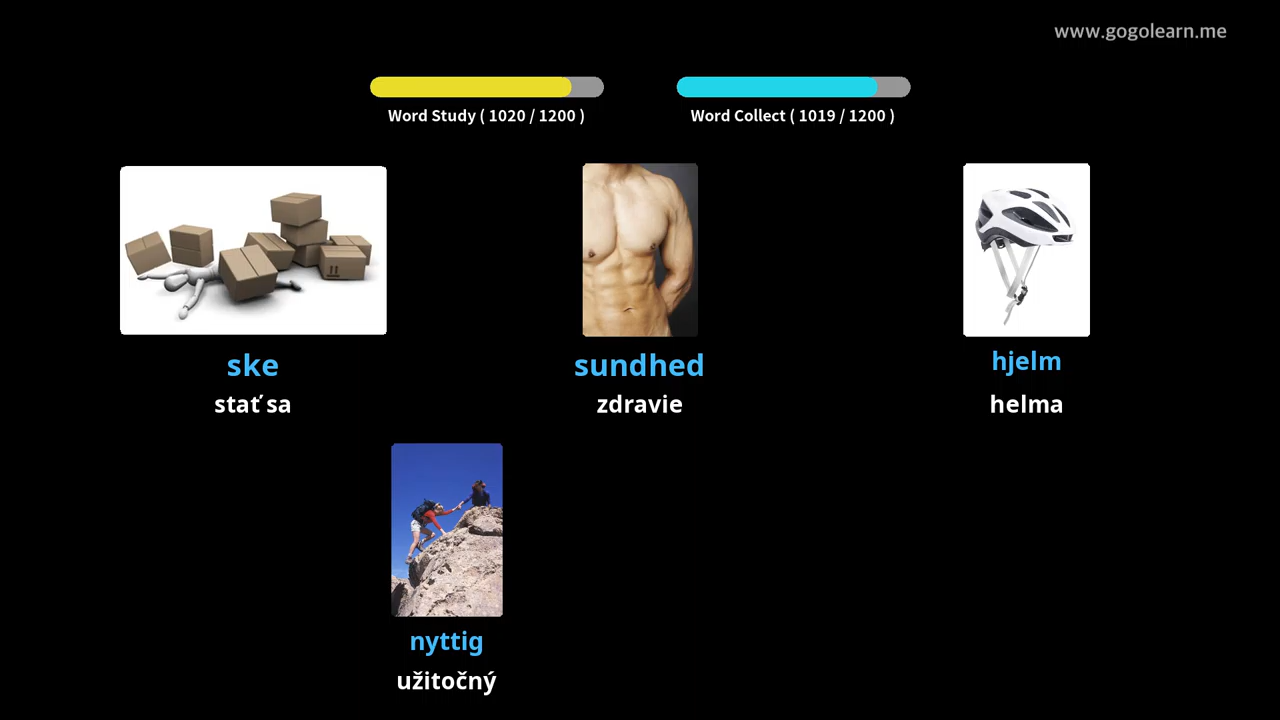 www.gogolearn.me
Word Study ( 1020 / 1200 )
Word Collect ( 1019 / 1200 )
ske
stať sa
sundhed
zdravie
hjelm
helma
nyttig
užitočný